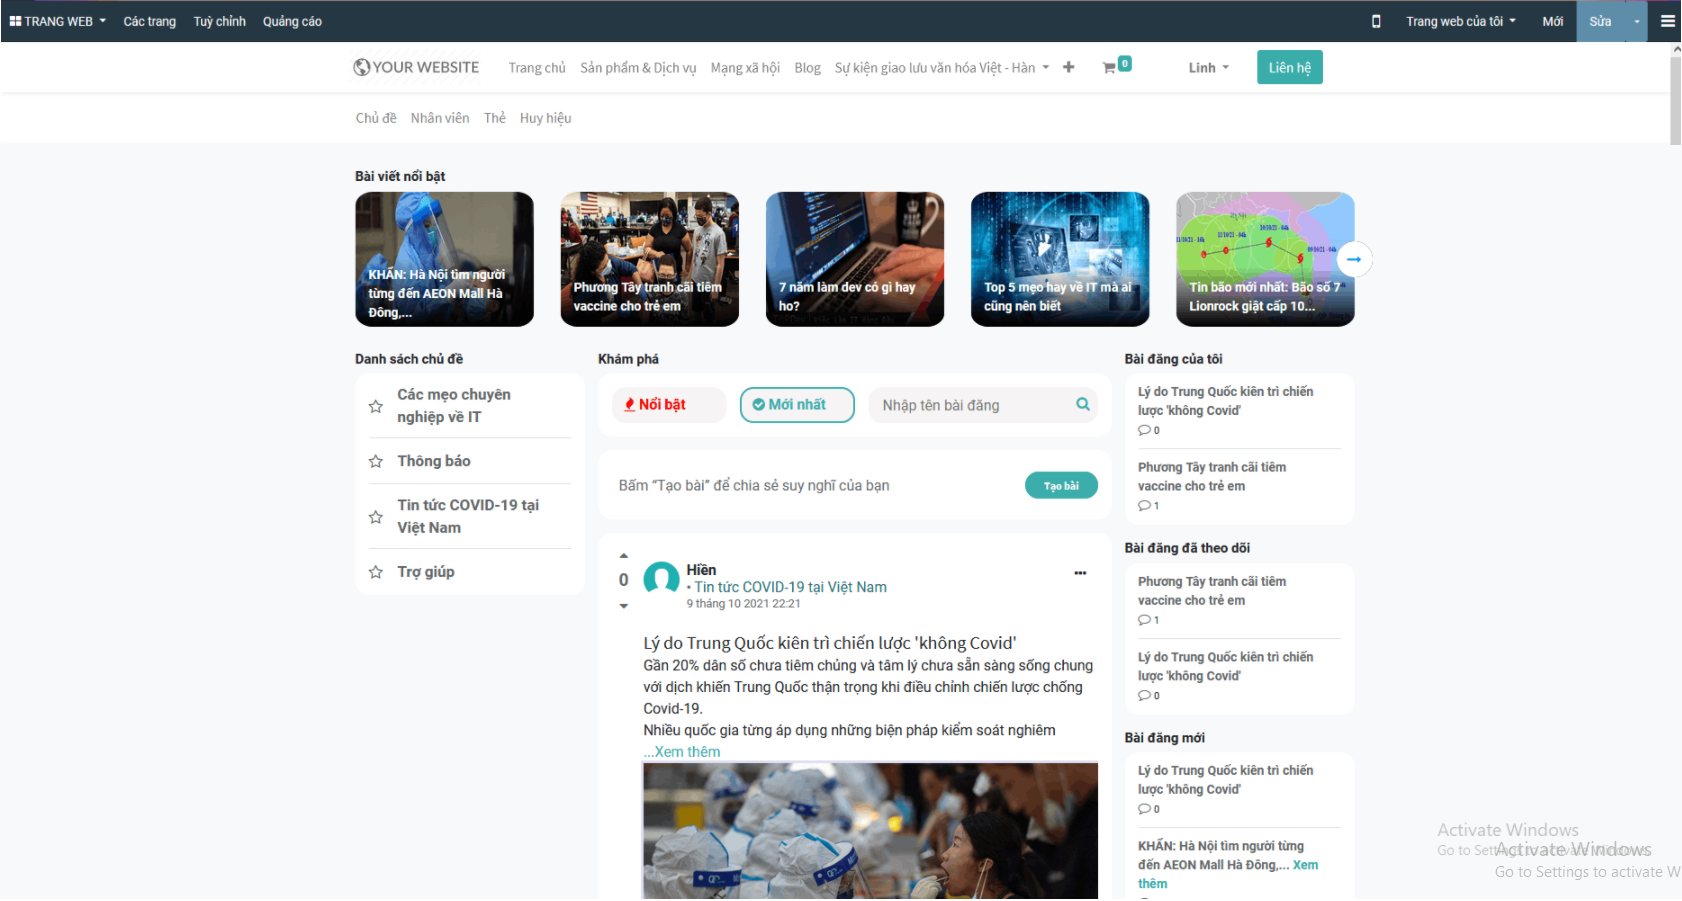 TRANG WEB Các trang Tuỳ chỉnh Quảng cáo Trang web của tôi Mới Sửa
YOUR WEBSITE Trang chủ Sản phẩm & Dịch vụ Mạng xã hội Blog Sự kiện giao lưu văn hóa Việt - Hàn 0 Linh Liên hệ
Chủ đề Nhân viên Thẻ Huy hiệu
Bài viết nổi bật
KHẨN: Hà Nội tìm người
từng đến AEON Mall Hà
Đông,...
Phương Tây tranh cãi tiêm
vaccine cho trẻ em
7 năm làm dev có gì hay
ho?
Top 5 mẹo hay về IT mà ai
cũng nên biết
Tin bão mới nhất: Bão số 7
Lionrock giật cấp 10...
Danh sách chủ đề
Các mẹo chuyên
nghiệp về IT
Thông báo
Tin tức COVID-19 tại
Việt Nam
Trợ giúp
Khám phá
Nổi bật Mới nhất Nhập tên bài đăng
Bấm “Tạo bài” để chia sẻ suy nghĩ của bạn Tạo bài
0
Hiền
• Tin tức COVID-19 tại Việt Nam
9 tháng 10 2021 22:21
Lý do Trung Quốc kiên trì chiến lược 'không Covid'
Gần 20% dân số chưa tiêm chủng và tâm lý chưa sẵn sàng sống chung
với dịch khiến Trung Quốc thận trọng khi điều chỉnh chiến lược chống
Covid-19.
Nhiều quốc gia từng áp dụng những biện pháp kiểm soát nghiêm
...Xem thêm
Bài đăng của tôi
Lý do Trung Quốc kiên trì chiến
lược 'không Covid'
0
Phương Tây tranh cãi tiêm
vaccine cho trẻ em
1
Bài đăng đã theo dõi
Phương Tây tranh cãi tiêm
vaccine cho trẻ em
1
Lý do Trung Quốc kiên trì chiến
lược 'không Covid'
0
Bài đăng mới
Lý do Trung Quốc kiên trì chiến
lược 'không Covid'
0
KHẨN: Hà Nội tìm người từng
đến AEON Mall Hà Đông,... Xem
thêm
Activate Windows
Activate Windows
Go to Settings to activate W